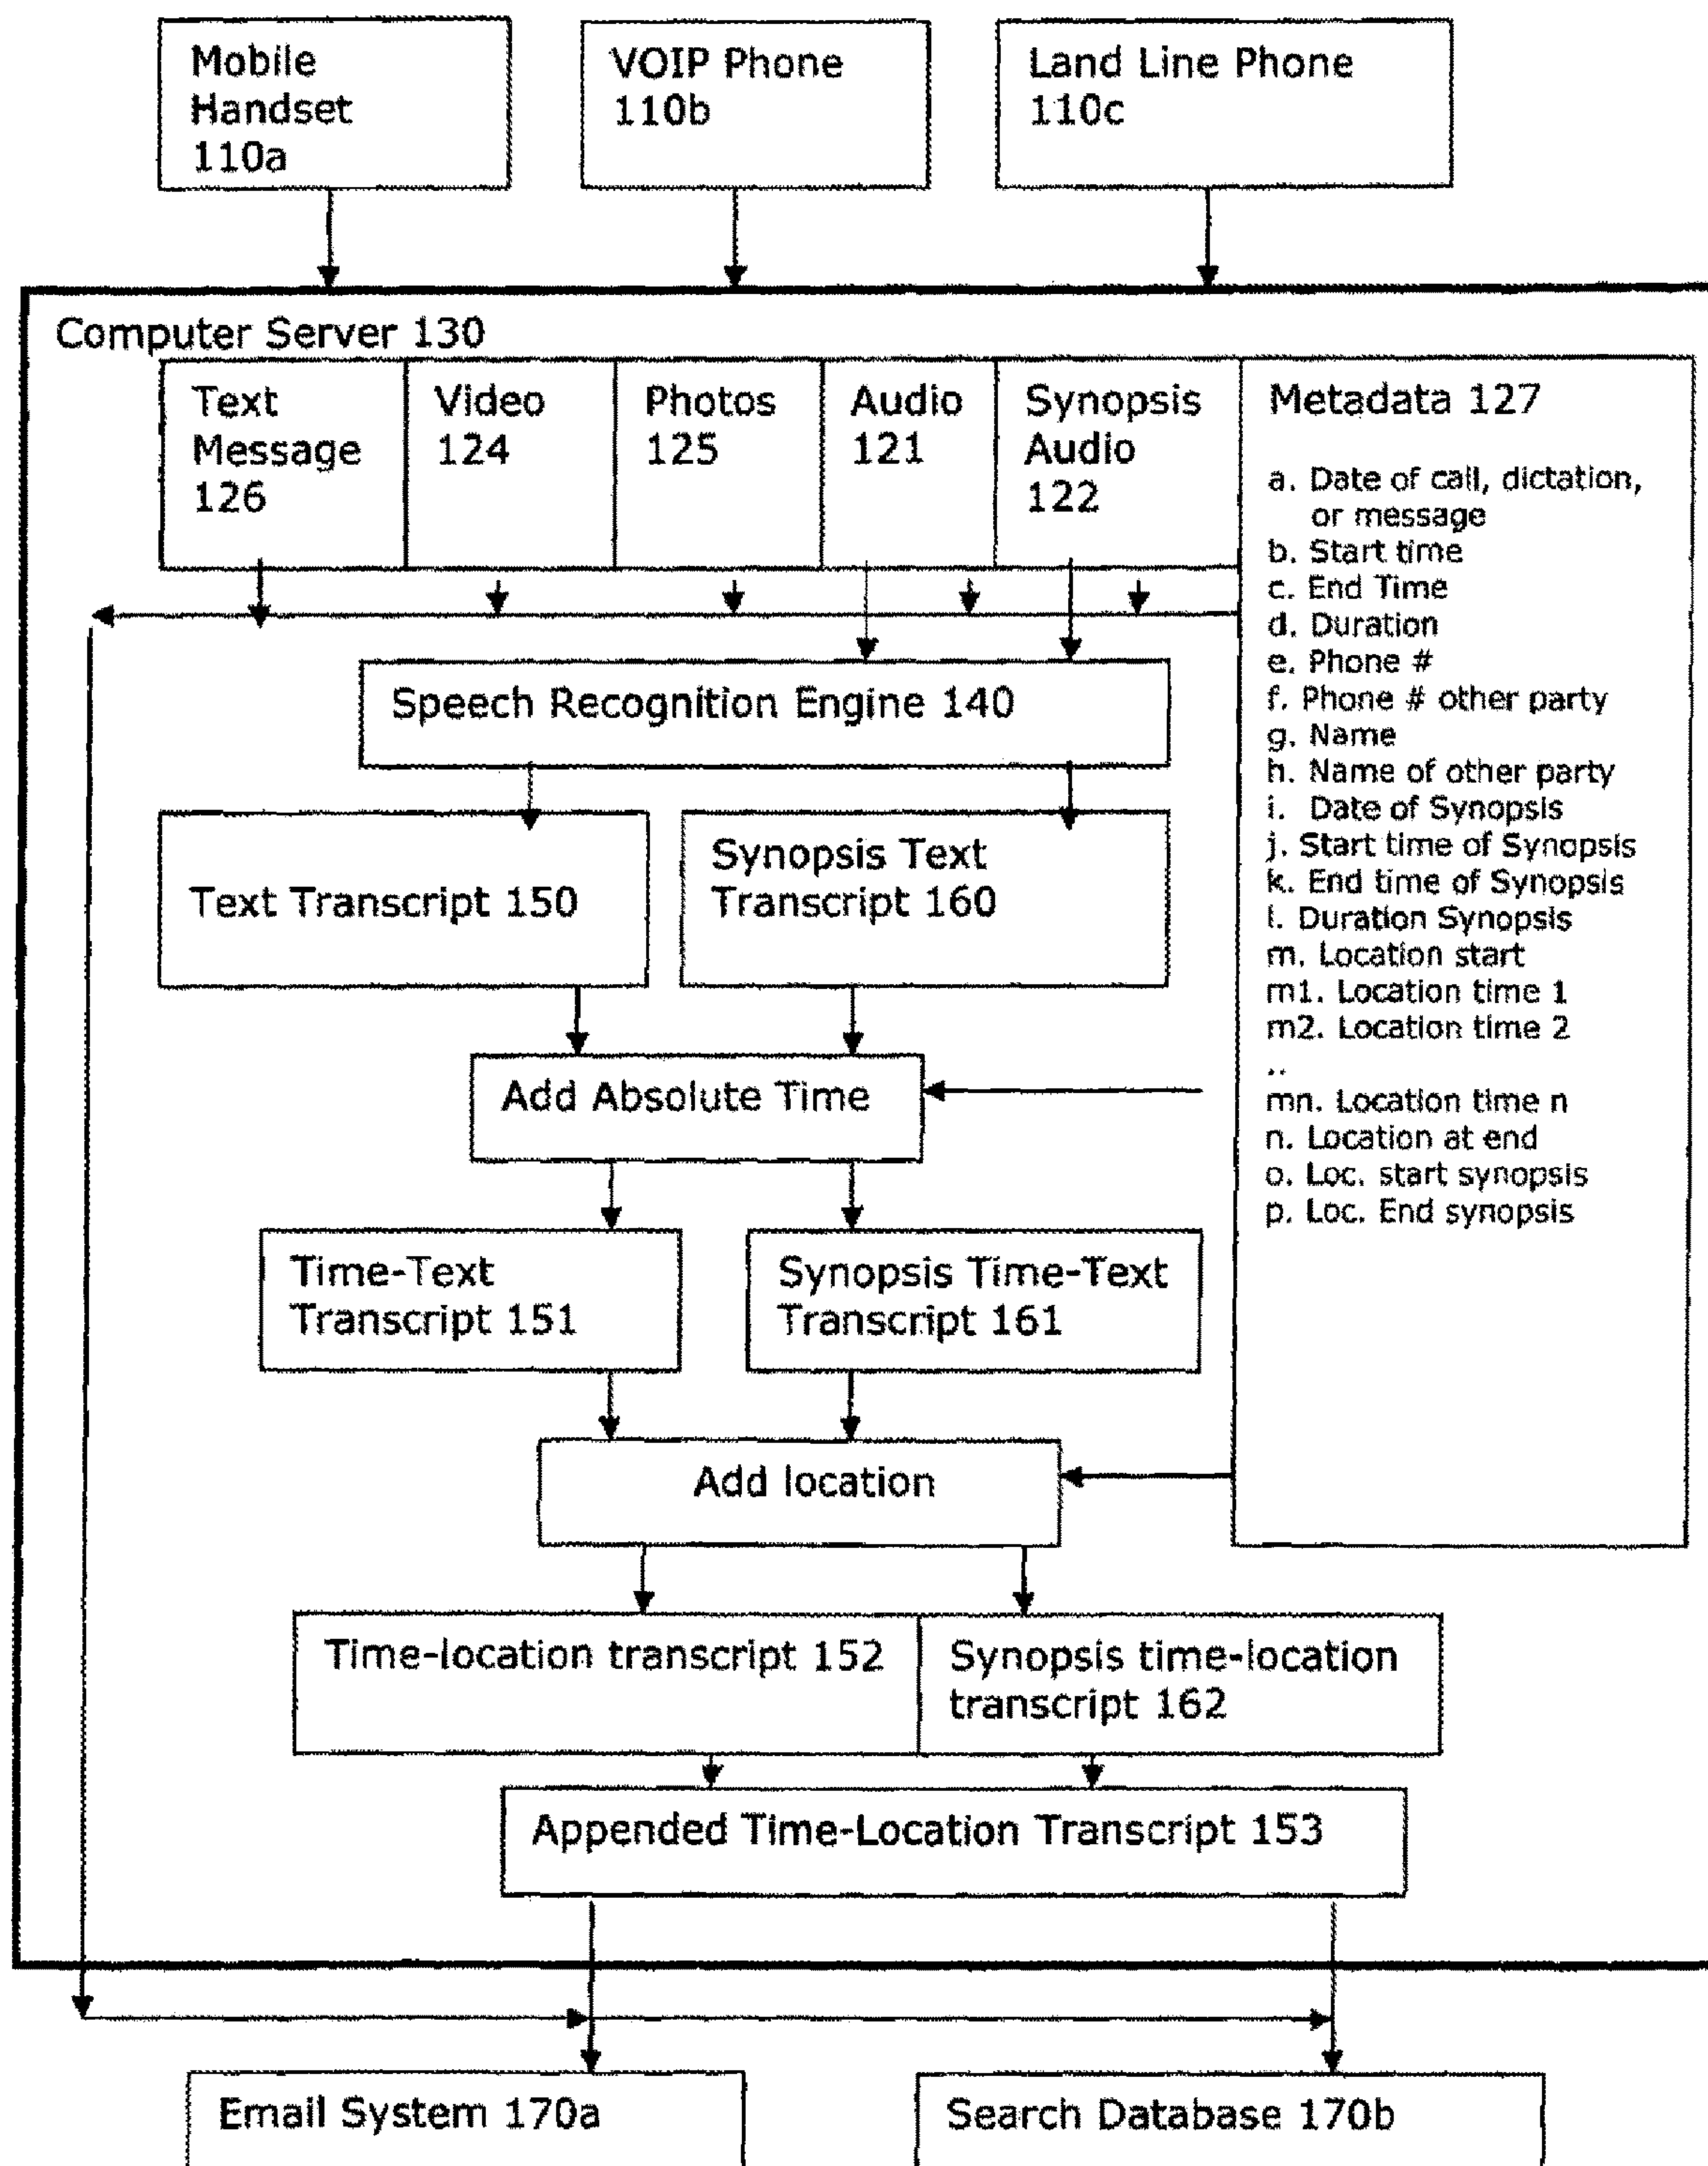 Mobile
Handset
110a
VOIP Phone
110b
Land Line Phone
110c
Computer Server 130
Text
Message
126
Video
124
Photos
125
Audio
121
Synopsis
Audio
122
Metadata 127
a. Date of call, dictation,
or message
b. Start time
c. End Time
d. Duration
e. Phone #
f. Phone # other party
g. Name
h. Name of other party
i. Date of Synopsis
j. Start time of Synopsis
k. End time of Synopsis
l. Duration Synopsis
m. Location start
m1. Location time 1
m2. Location time 2
..
mn. Location time n
n. Location at end
o. Loc. start synopsis
p. Loc. End synopsis
Speech Recognition Engine 140
Text Transcript 150
Synopsis Text
Transcript 160
Add Absolute Time
Time-Text
Transcript 151
Synopsis Time-Text
Transcript 161
Add location
Time-location transcript 152
Synopsis time-location
transcript 162
Appended Time-Location Transcript 153
Email System 170a
Search Database 170b